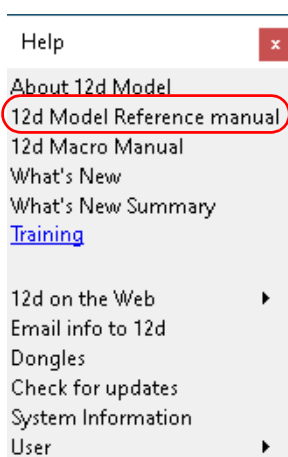 Help
x
About 12d Model
12d Model Reference manual
12d Macro Manual
What's New
What's New Summary
Training
12d on the Web
Email info to 12d
Dongles
Check for updates
System Information
User